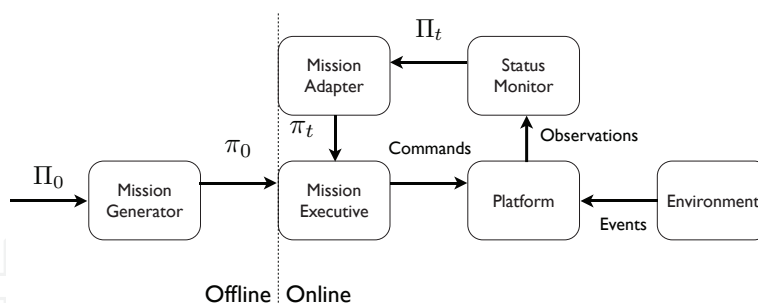 Π_t
Mission
Adapter
Status
Monitor
π_t
Observations
π_0
Commands
Π_0
Mission
Generator
Mission
Executive
Platform
Environment
Events
Offline
Online